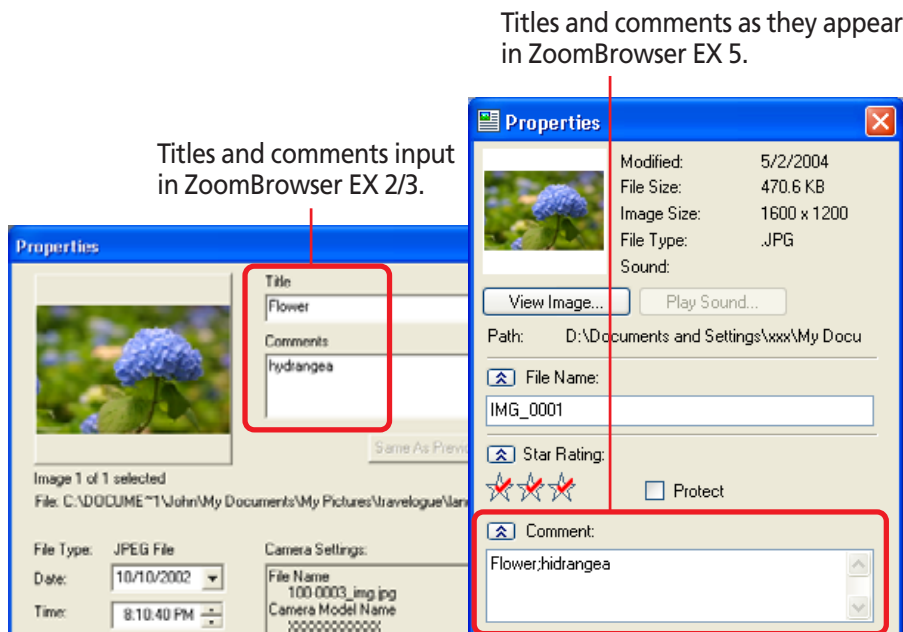 Titles and comments as they appear
in ZoomBrowser EX 5.
Titles and comments input
in ZoomBrowser EX 2/3.
Properties
Title
Flower
Comments
hydrangea
Same As Previo
Image 1 of 1 selected
File: C:\DOCUME~1\John\My Documents\My Pictures\travelogue\lan
File Type: JPEG File
Date: 10/10/2002
Time: 8:10:40 PM
Camera Settings:
File Name
100-0003_img.jpg
Camera Model Name
XXXXXXXXXXXXX
Properties
Modified: 5/2/2004
File Size: 470.6 KB
Image Size: 1600 x 1200
File Type: .JPG
Sound:
View Image... Play Sound...
Path: D:\Documents and Settings\xxx\My Docu
File Name:
IMG_0001
Star Rating:
Protect
Comment:
Flower;hidrangea